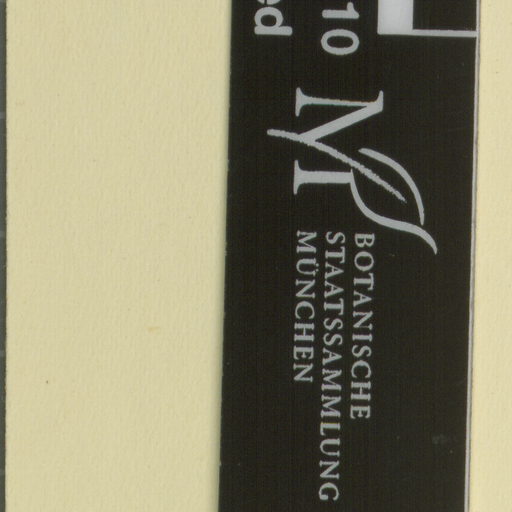 10
ed
BOTANISCHE
STAATSSAMMLUNG
MÜNCHEN